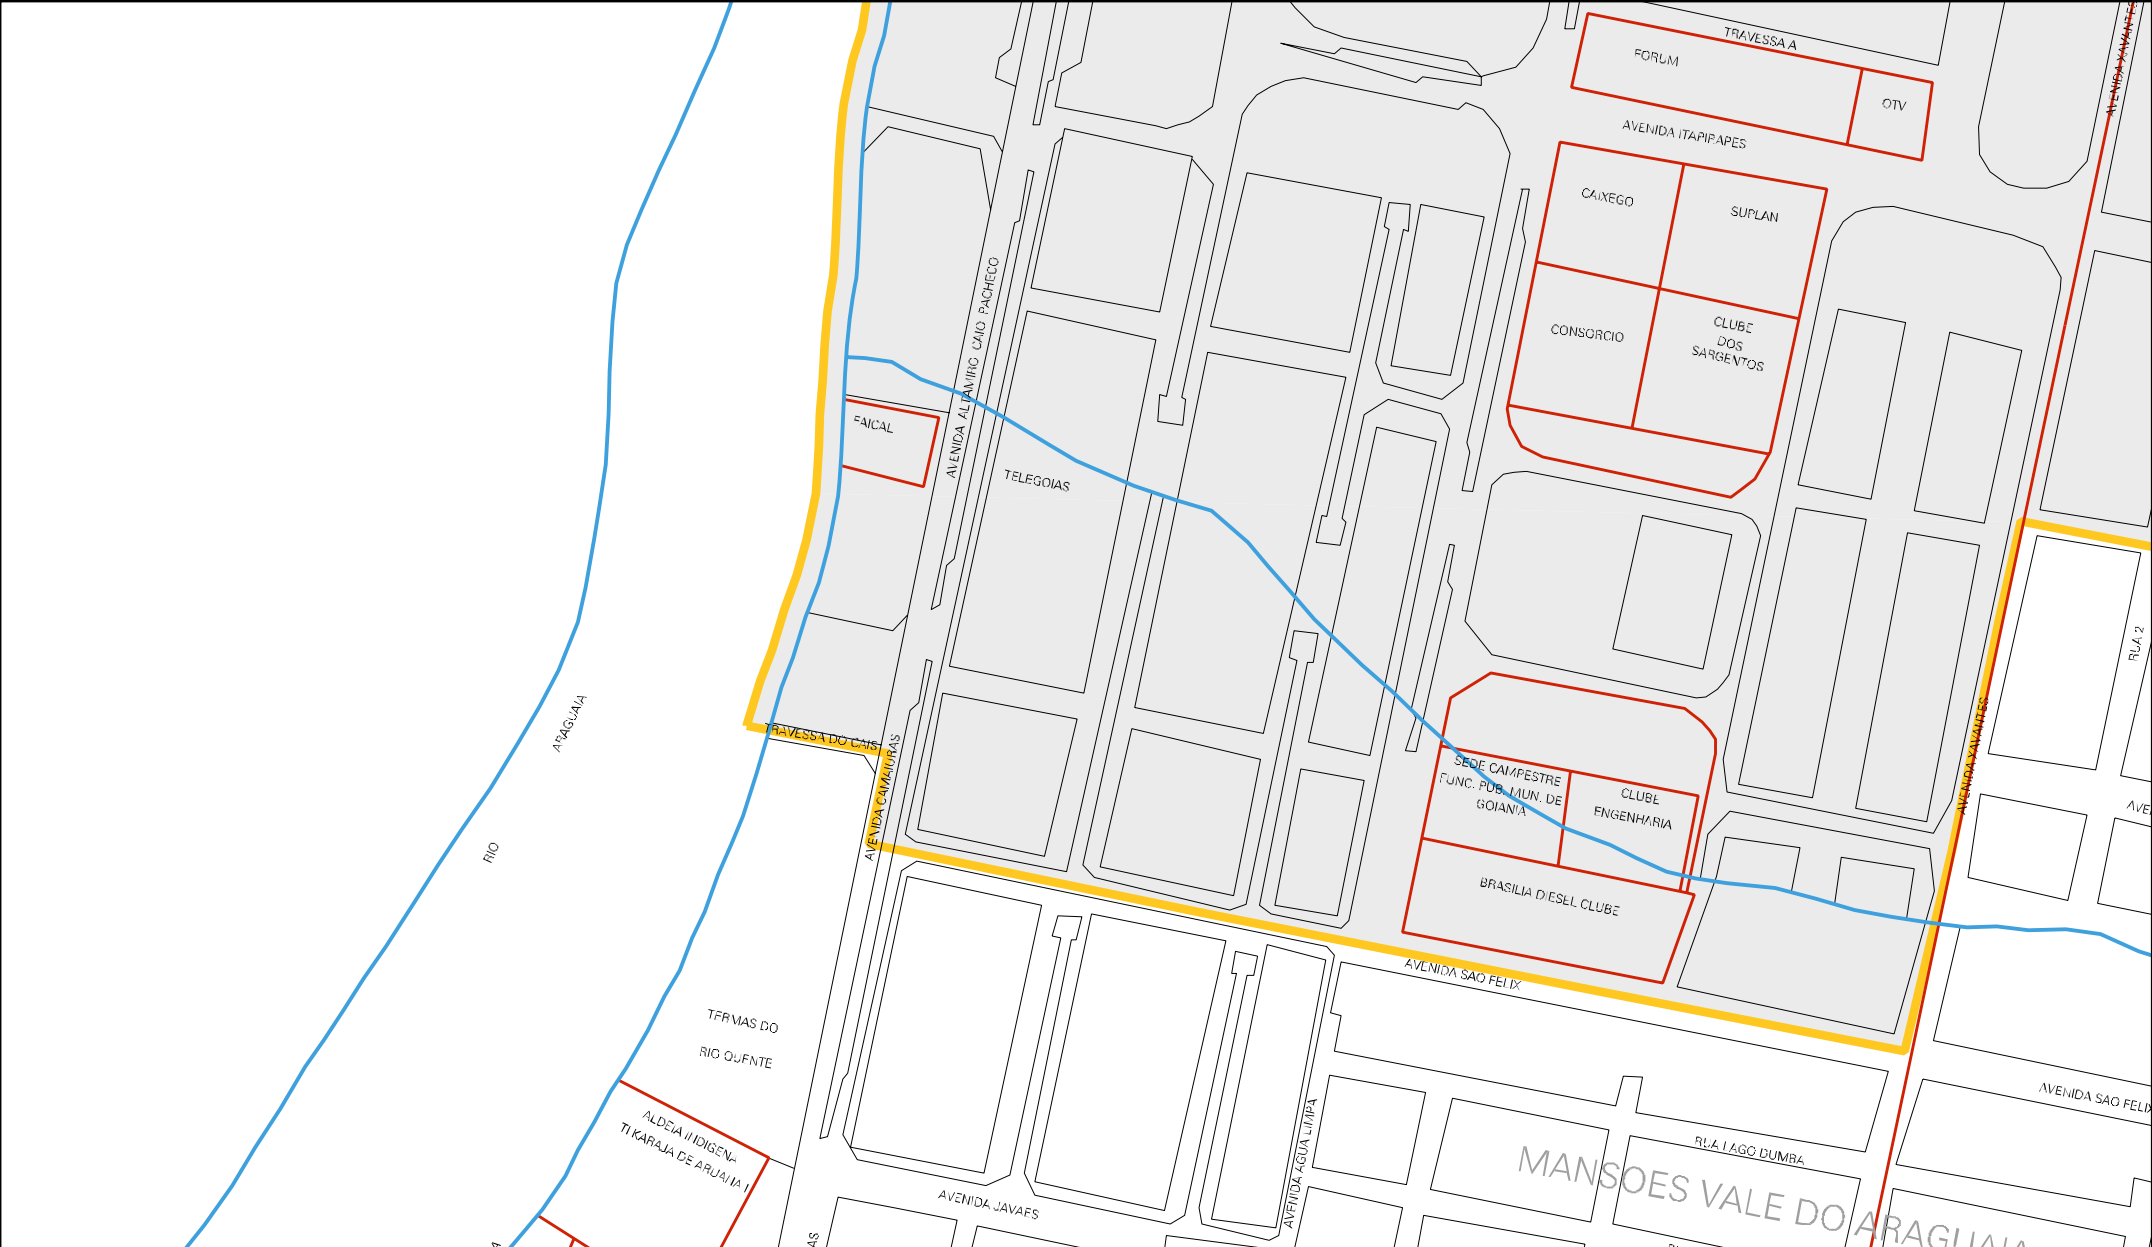 TRAVESSA A
AVENIDA XAVANTES
FORUM
OTV
AVENIDA ITAPIRAPES
CAIXEGO
SUPLAN
CONSORCIO
CLUBE
DOS
SARGENTOS
AVENIDA ALTAMIRO CAIO PACHECO
FAICAL
TELEGOIAS
RUA 2
ARAGUAIA
RIO
TRAVESSA DO CAIS
AVENIDA CAMAIURAS
AVENIDA XAVANTES
SEDE CAMPESTRE
FUNC. PUB. MUN. DE
GOIANIA
CLUBE
ENGENHARIA
BRASILIA DIESEL CLUBE
AVENIDA SAO FELIX
TERMAS DO
RIO QUENTE
ALDEIA INDIGENA
TI KARAJA DE ARUANA I
AVENIDA SAO FELIX
RUA LAGO DUMBA
MANSOES VALE DO ARAGUAIA
AVENIDA AGUA LIMPA
AVENIDA JAVAES